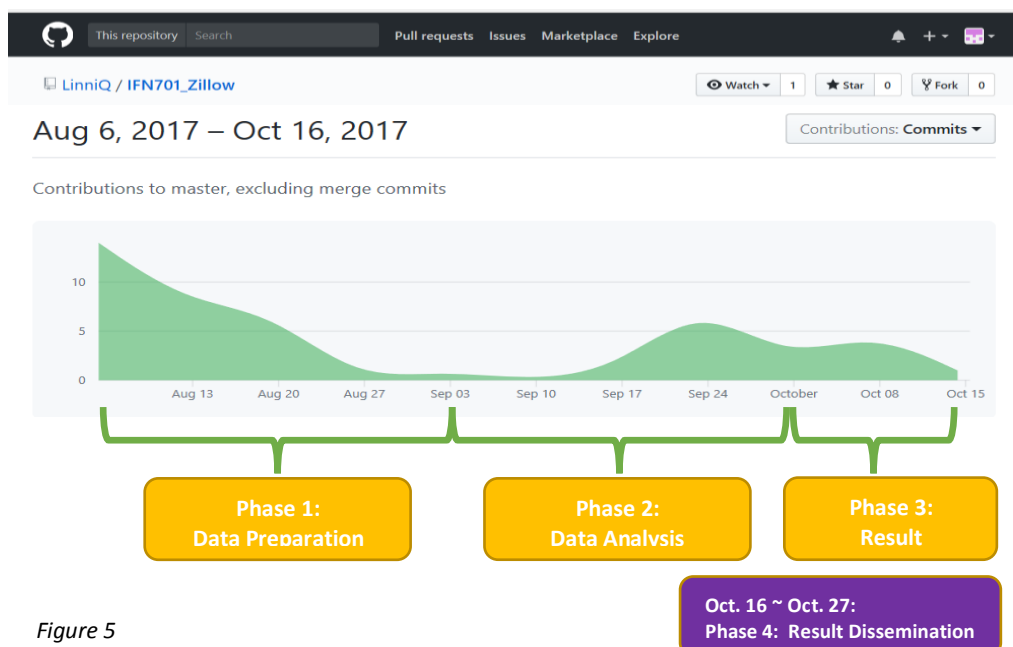 This repository Search Pull requests Issues Marketplace Explore
LinniQ / IFN701_Zillow Watch 1 Star 0 Fork 0
Aug 6, 2017 – Oct 16, 2017 Contributions: Commits
Contributions to master, excluding merge commits
10
5
0
Aug 13 Aug 20 Aug 27 Sep 03 Sep 10 Sep 17 Sep 24 October Oct 08 Oct 15
Phase 1:
Data Preparation
Phase 2:
Data Analysis
Phase 3:
Result
Oct. 16 ~ Oct. 27:
Phase 4: Result Dissemination
Figure 5